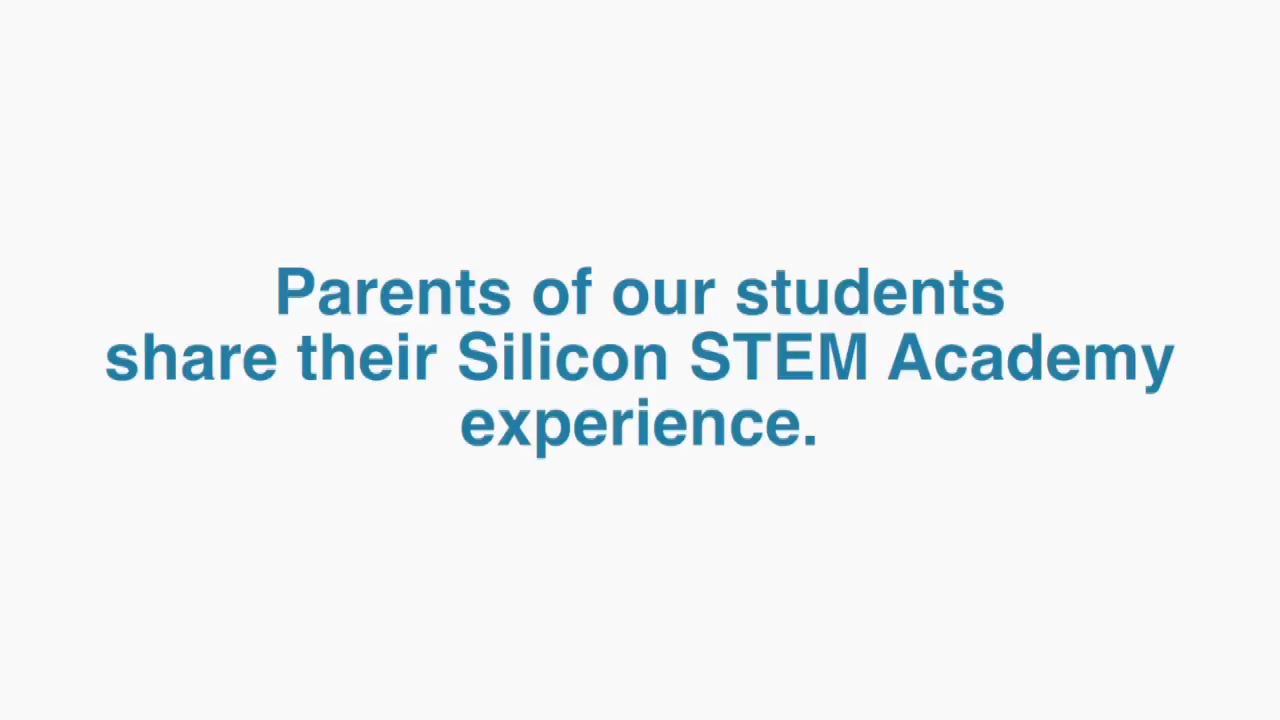 Parents of our students
share their Silicon STEM Academy
experience.